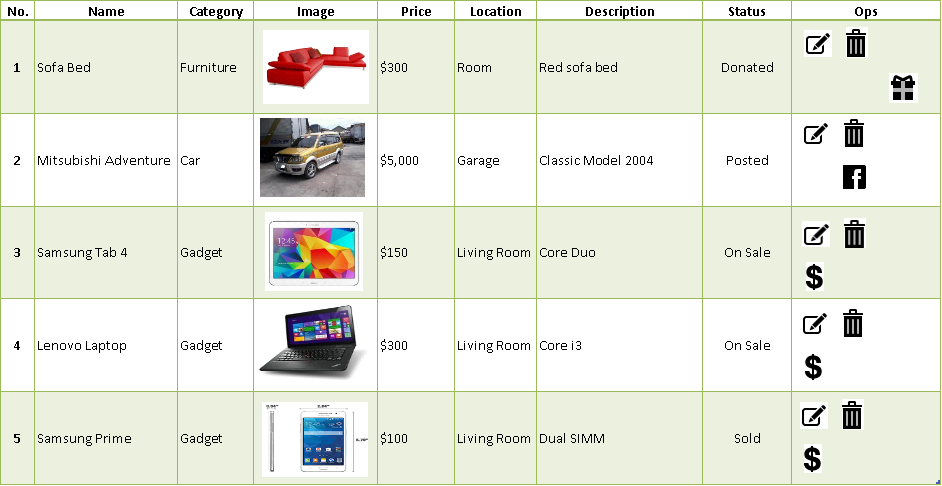 No. Name Category Image Price Location Description Status Ops
1 Sofa Bed Furniture $300 Room Red sofa bed Donated
2 Mitsubishi Adventure Car $5,000 Garage Classic Model 2004 Posted
3 Samsung Tab 4 Gadget 12:45 $150 Living Room Core Duo On Sale
$
4 Lenovo Laptop Gadget $300 Living Room Core i3 On Sale
$
5 Samsung Prime Gadget $100 Living Room Dual SIMM Sold
$